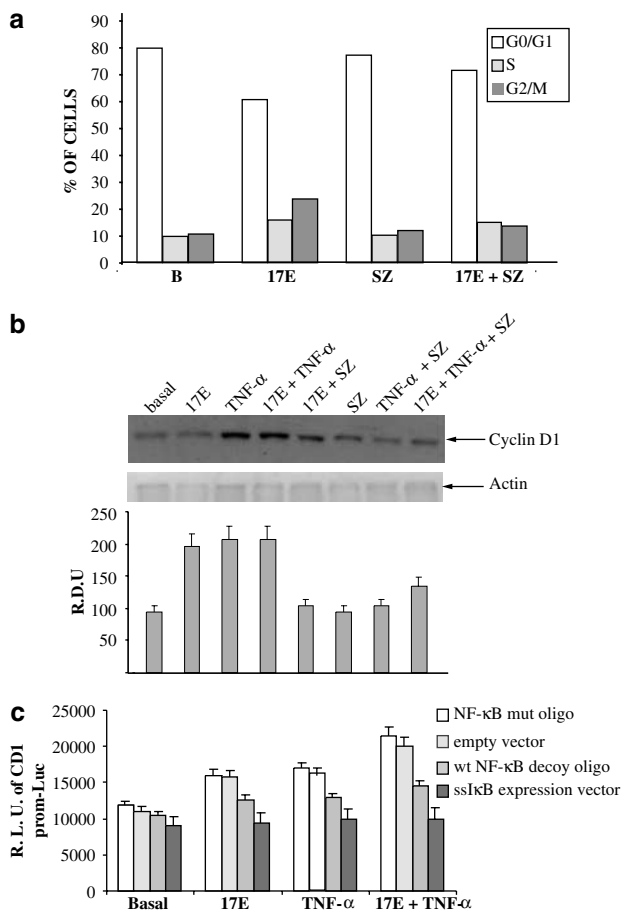 a
90
80
70
60
50
40
30
20
10
0
% OF CELLS
G0/G1
S
G2/M
B 17E SZ 17E + SZ
b
basal 17E TNF-α 17E + TNF-α 17E + SZ SZ TNF-α + SZ 17E + TNF-α + SZ
Cyclin D1
Actin
250
200
150
100
50
R.D.U
c
25000
20000
15000
10000
5000
0
R. L. U. of CD1
prom-Luc
NF-κB mut oligo
empty vector
wt NF-κB decoy oligo
ssIκB expression vector
Basal 17E TNF-α 17E + TNF-α